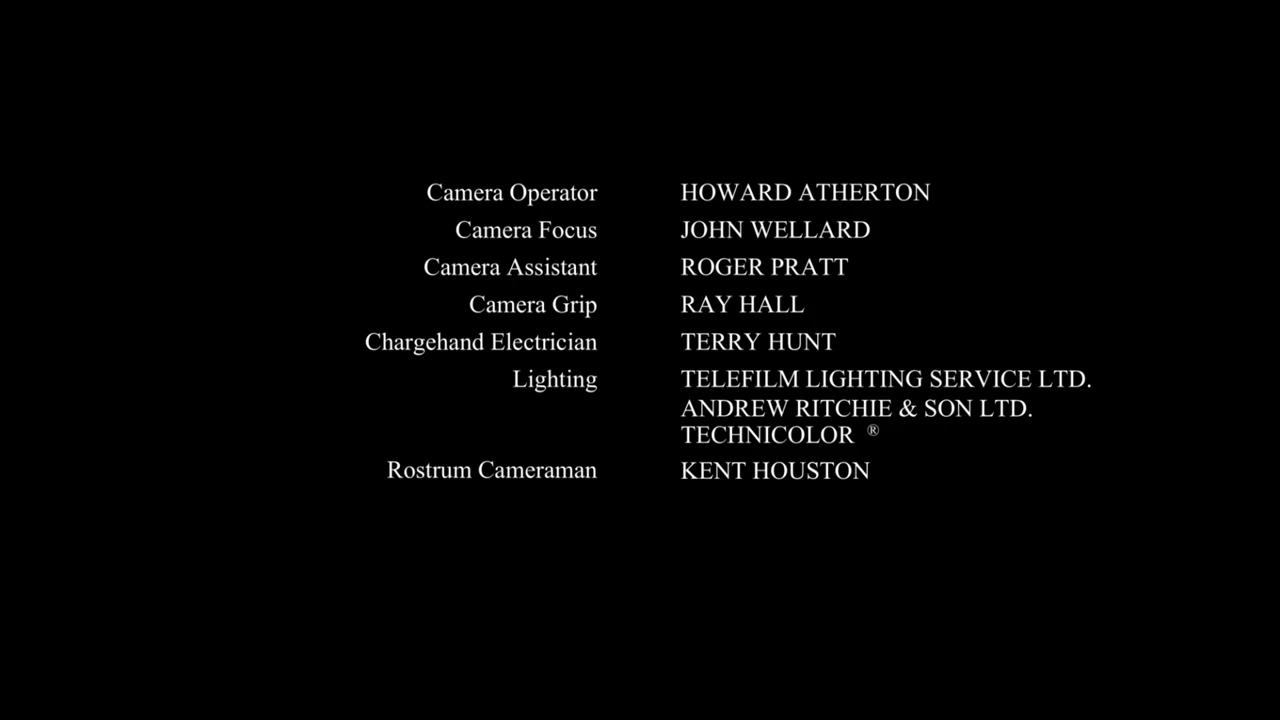 Camera Operator HOWARD ATHERTON
Camera Focus JOHN WELLARD
Camera Assistant ROGER PRATT
Camera Grip RAY HALL
Chargehand Electrician TERRY HUNT
Lighting TELEFILM LIGHTING SERVICE LTD.
ANDREW RITCHIE & SON LTD.
TECHNICOLOR ®
Rostrum Cameraman KENT HOUSTON